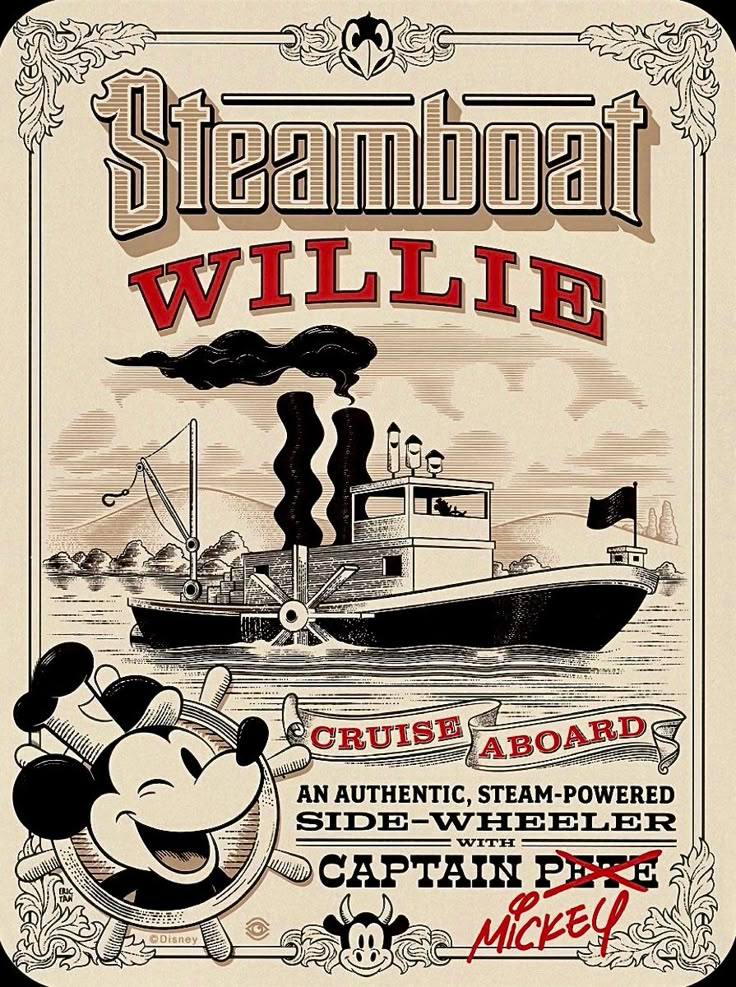 Steamboat
WILLIE
CRUISE ABOARD
AN AUTHENTIC, STEAM-POWERED
SIDE-WHEELER
WITH
CAPTAIN PETE
MICKEY
ERIC
TAN
©Disney